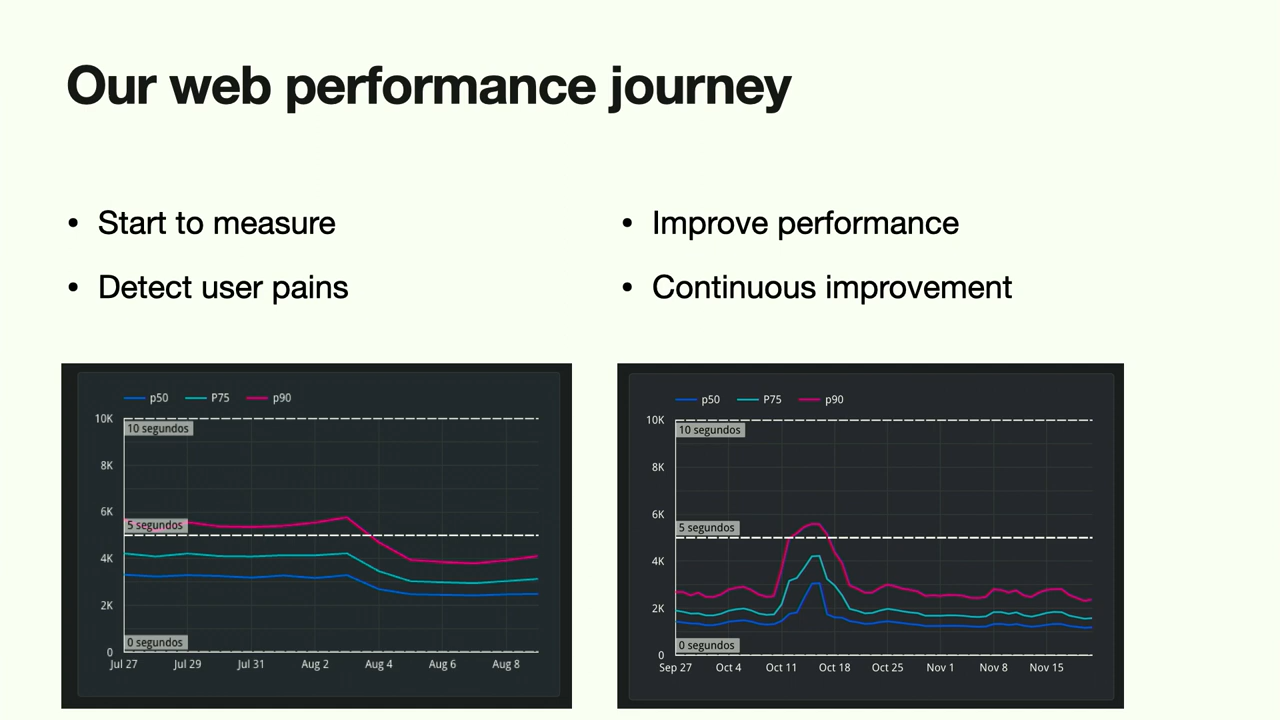 Our web performance journey
• Start to measure
• Detect user pains
• Improve performance
• Continuous improvement
p50 P75 p90
10K
10 segundos
8K
6K
5 segundos
4K
2K
0 segundos
0
Jul 27 Jul 29 Jul 31 Aug 2 Aug 4 Aug 6 Aug 8
p50 P75 p90
10K
10 segundos
8K
6K
5 segundos
4K
2K
0 segundos
0
Sep 27 Oct 4 Oct 11 Oct 18 Oct 25 Nov 1 Nov 8 Nov 15